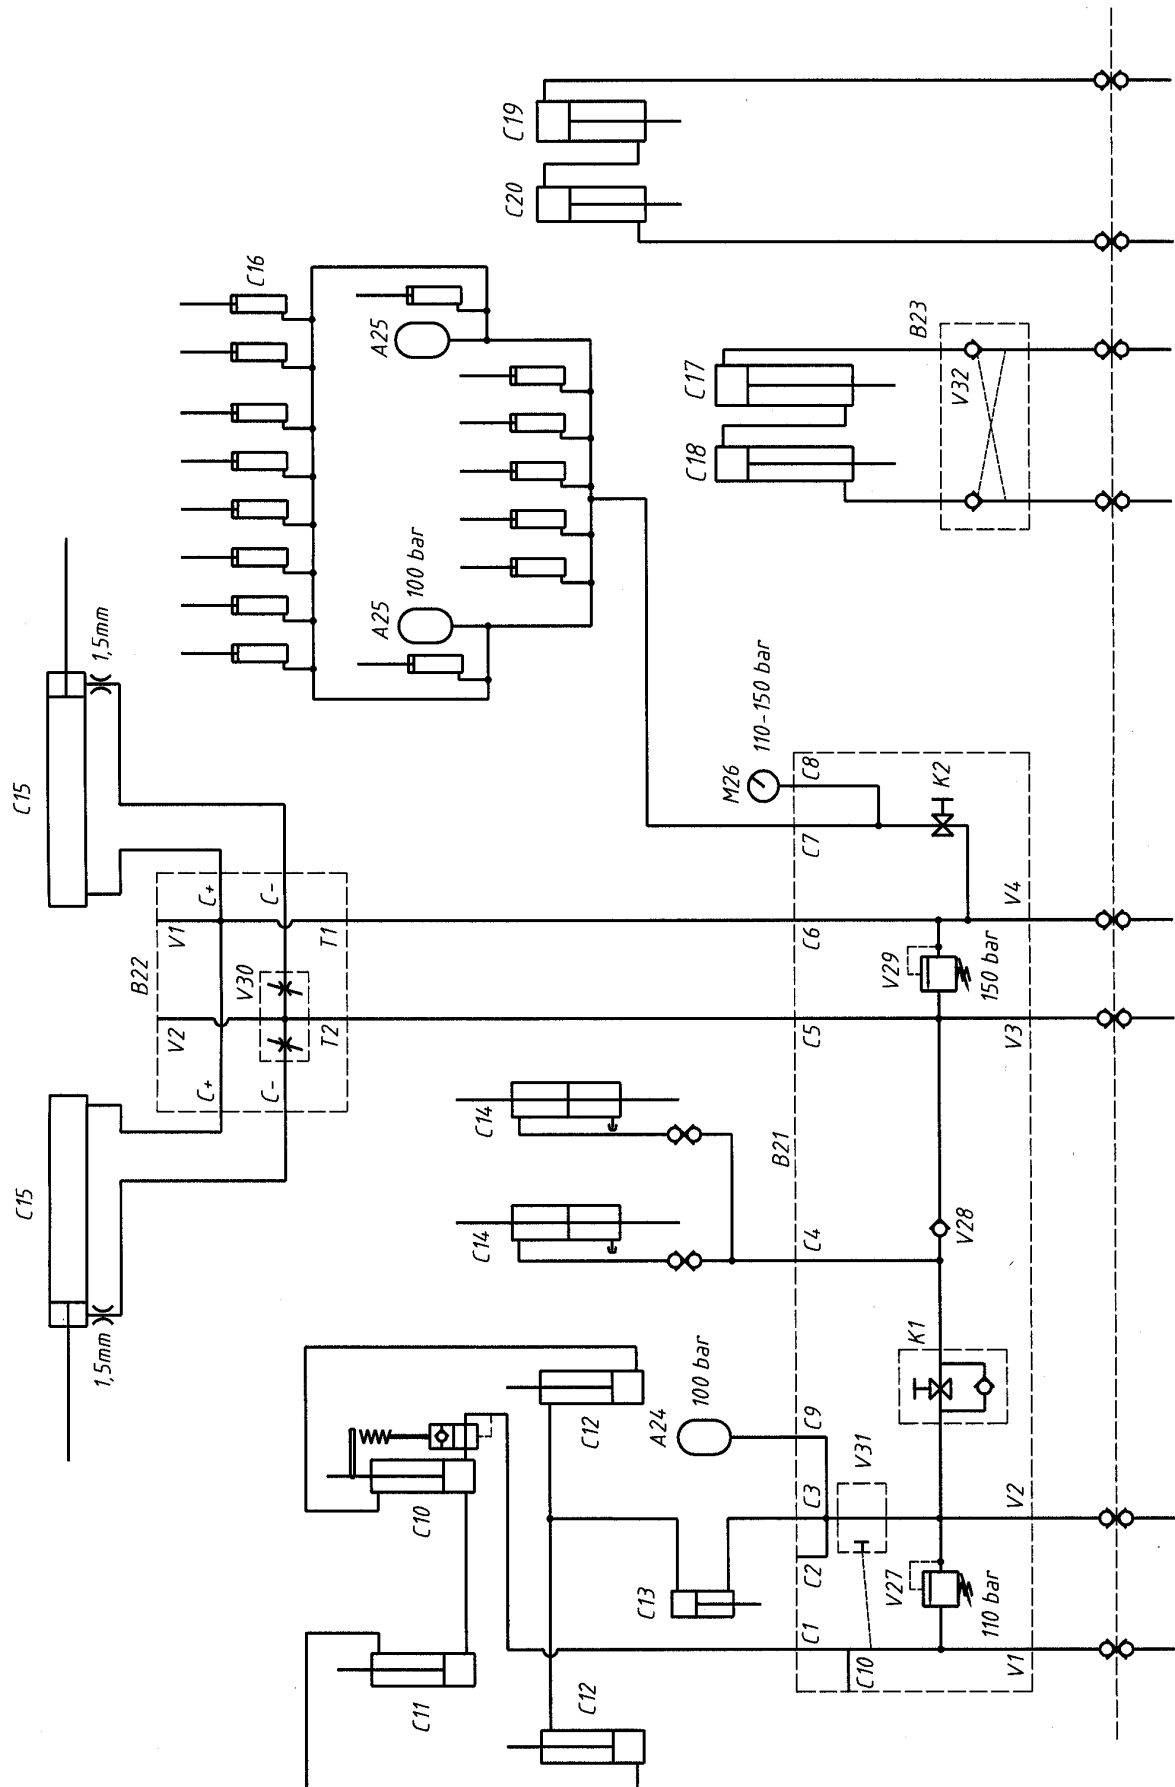 C19
C20
C16
A25
A25
100 bar
C17
C18
B23
V32
1,5mm
C15
C15
1,5mm
B22
V1
V2
C+
C+
V30
C-
C-
T1
T2
M26
110-150 bar
C8
C7
K2
C6
V4
V29
150 bar
C5
V3
C14
C14
B21
C4
V28
K1
C12
A24
100 bar
C9
C10
V31
C3
V2
C2
C13
V27
110 bar
C1
C10
V1
C11
C12